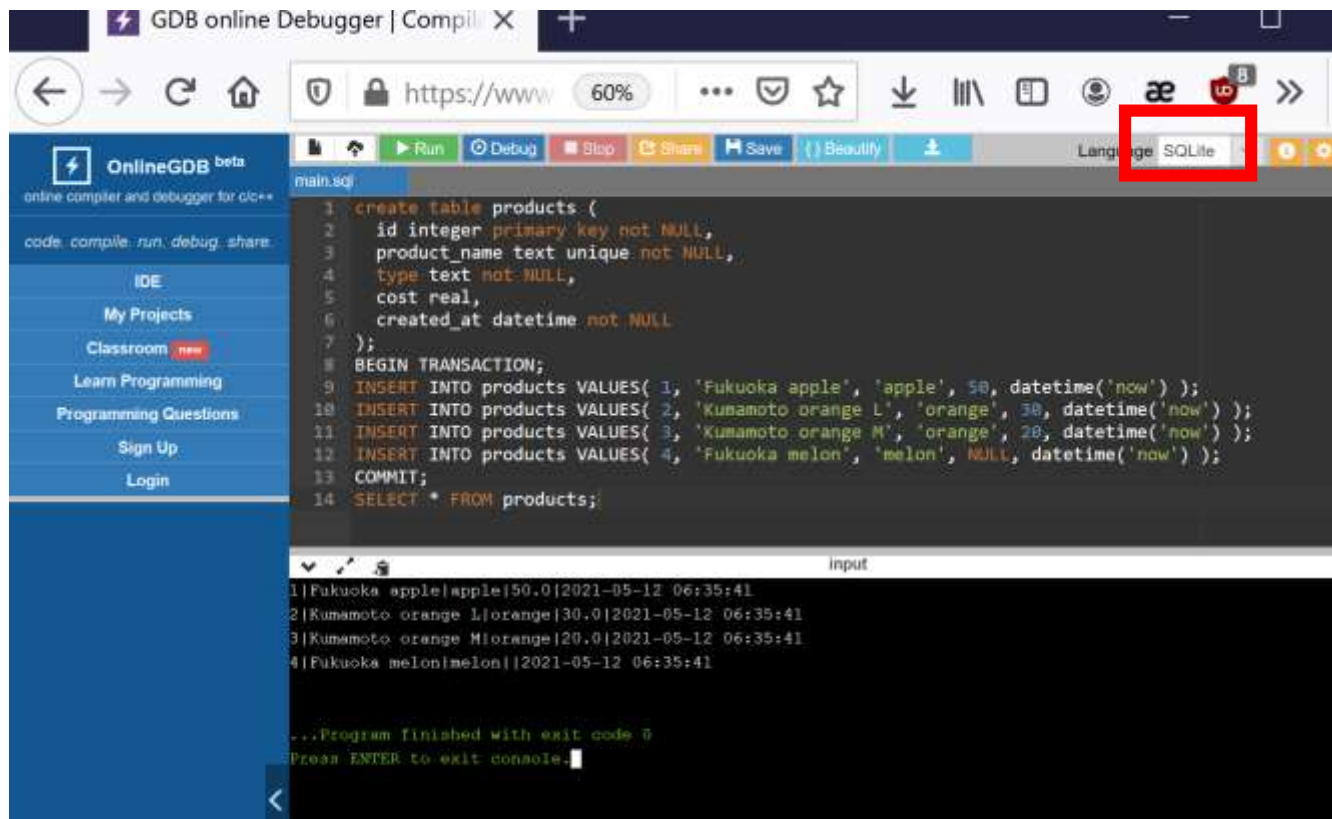 GDB online Debugger | Compil
https://www 60%
B
OnlineGDB beta
online compiler and debugger for c/c++
code. compile. run. debug. share.
IDE
My Projects
Classroom new
Learn Programming
Programming Questions
Sign Up
Login
Run Debug Stop Share Save { } Beautify
Language SQLite
main.sql
1 create table products (
2 id integer primary key not NULL,
3 product_name text unique not NULL,
4 type text not NULL,
5 cost real,
6 created_at datetime not NULL
7 );
8 BEGIN TRANSACTION;
9 INSERT INTO products VALUES( 1, 'Fukuoka apple', 'apple', 50, datetime('now') );
10 INSERT INTO products VALUES( 2, 'Kumamoto orange L', 'orange', 30, datetime('now') );
11 INSERT INTO products VALUES( 3, 'Kumamoto orange M', 'orange', 20, datetime('now') );
12 INSERT INTO products VALUES( 4, 'Fukuoka melon', 'melon', NULL, datetime('now') );
13 COMMIT;
14 SELECT * FROM products;
input
1|Fukuoka apple|apple|50.0|2021-05-12 06:35:41
2|Kumamoto orange L|orange|30.0|2021-05-12 06:35:41
3|Kumamoto orange M|orange|20.0|2021-05-12 06:35:41
4|Fukuoka melon|melon||2021-05-12 06:35:41
...Program finished with exit code 0
Press ENTER to exit console.